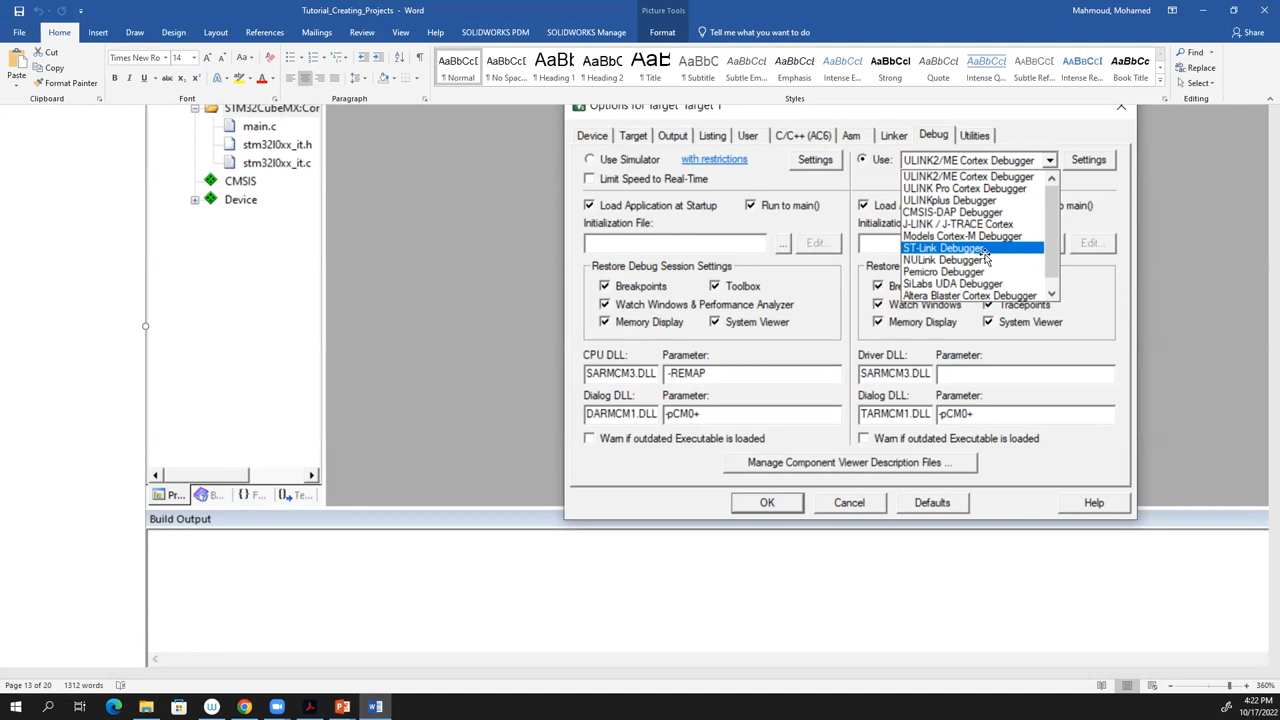 Tutorial_Creating_Projects - Word
Picture Tools
Mahmoud, Mohamed
File
Home
Insert
Draw
Design
Layout
References
Mailings
Review
View
Help
SOLIDWORKS PDM
SOLIDWORKS Manage
Format
Tell me what you want to do
Share
Paste
Cut
Copy
Format Painter
Clipboard
Times New Ro
14
Font
Paragraph
¶ Normal
¶ No Spac...
Heading 1
Heading 2
Title
Subtitle
Subtle Em...
Emphasis
Intense E...
Strong
Quote
Intense Q...
Subtle Ref...
Intense Re...
Book Title
Styles
Find
Replace
Select
Editing
STM32CubeMX:Cor
main.c
stm32l0xx_it.h
stm32l0xx_it.c
CMSIS
Device
Pr...
B...
{ } F...
Te...
Build Output
Options for Target 'Target 1'
Device
Target
Output
Listing
User
C/C++ (AC6)
Asm
Linker
Debug
Utilities
Use Simulator
with restrictions
Settings
Limit Speed to Real-Time
Load Application at Startup
Run to main()
Initialization File:
...
Edit...
Restore Debug Session Settings
Breakpoints
Toolbox
Watch Windows & Performance Analyzer
Memory Display
System Viewer
CPU DLL:
Parameter:
SARMCM3.DLL
-REMAP
Dialog DLL:
Parameter:
DARMCM1.DLL
-pCM0+
Warn if outdated Executable is loaded
Use:
ULINK2/ME Cortex Debugger
Settings
ULINK2/ME Cortex Debugger
ULINK Pro Cortex Debugger
ULINKplus Debugger
CMSIS-DAP Debugger
J-LINK / J-TRACE Cortex
Models Cortex-M Debugger
ST-Link Debugger
NULink Debugger
Pemicro Debugger
SiLabs UDA Debugger
Altera Blaster Cortex Debugger
Watch Windows
Tracepoints
Memory Display
System Viewer
Driver DLL:
Parameter:
SARMCM3.DLL
Dialog DLL:
Parameter:
TARMCM1.DLL
-pCM0+
Warn if outdated Executable is loaded
Manage Component Viewer Description Files ...
OK
Cancel
Defaults
Help
Page 13 of 20
1312 words
360%
4:22 PM
10/17/2022